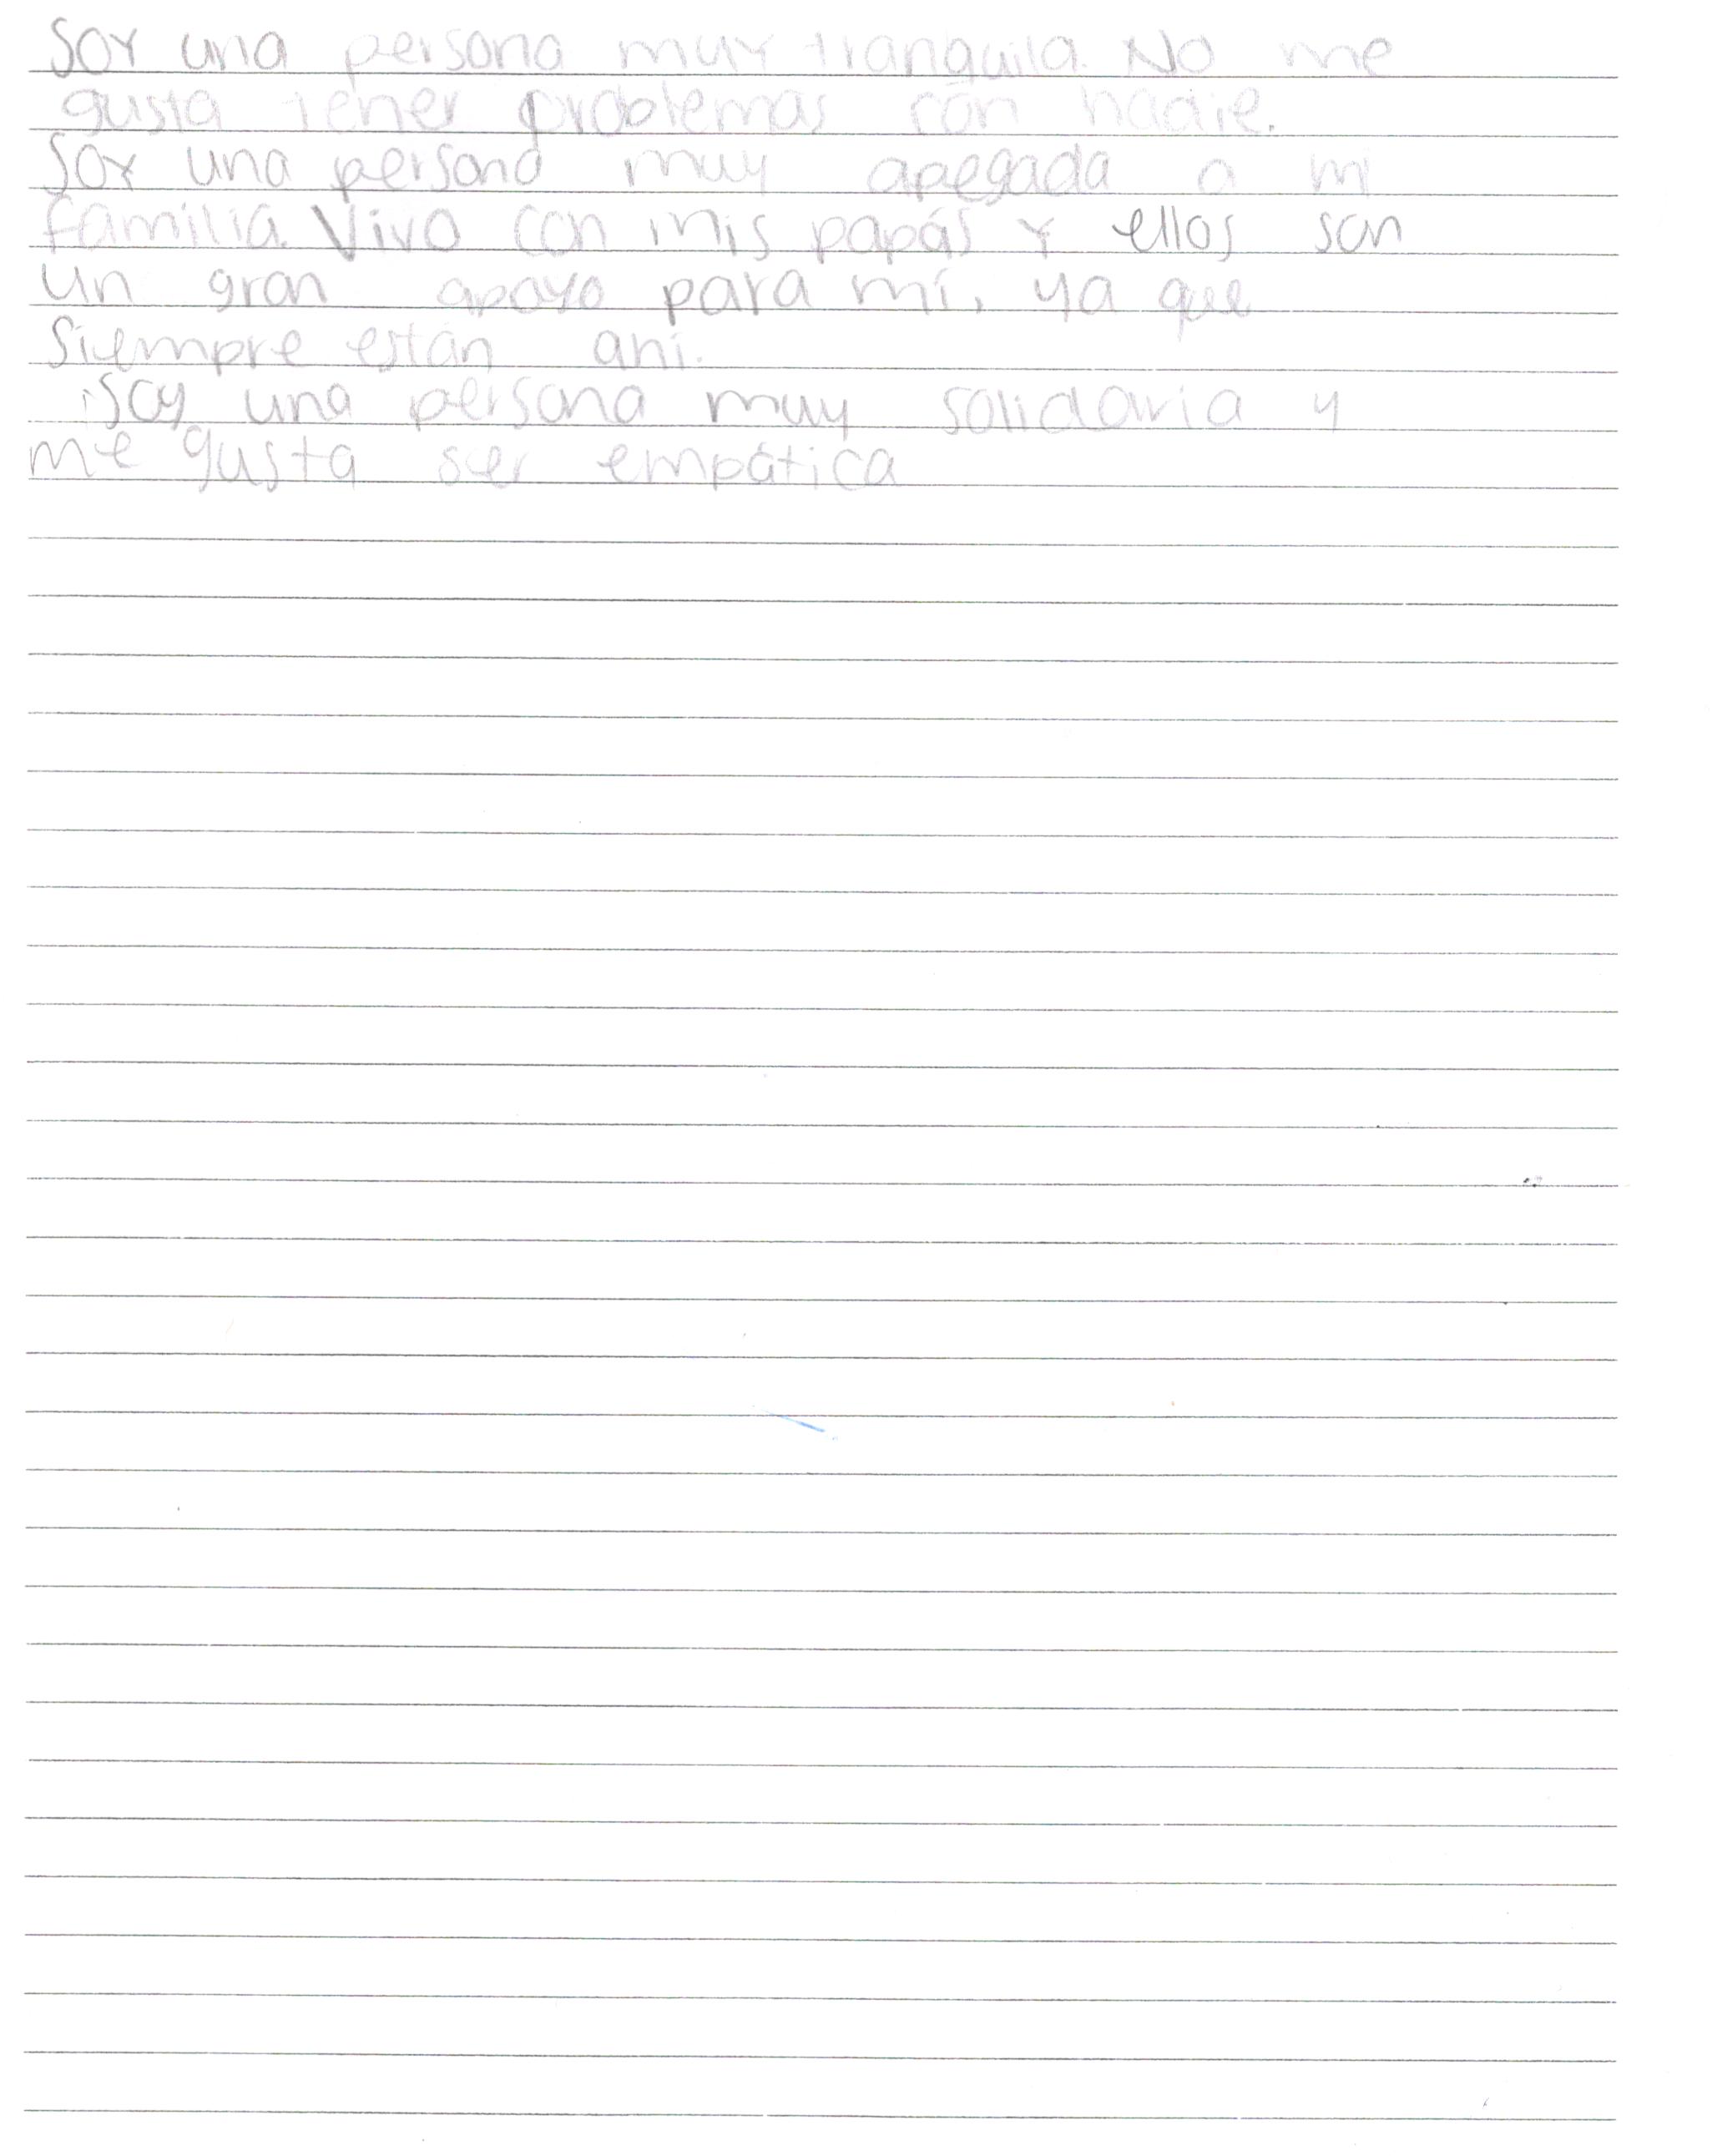 Soy una persona muy tranquila. No me
gusta tener problemas con nadie.
Soy una persona muy apegada a mi
familia. Vivo con mis papás y ellos son
un gran apoyo para mí, ya que
siempre están ahí.
Soy una persona muy solidaria y
me gusta ser empática